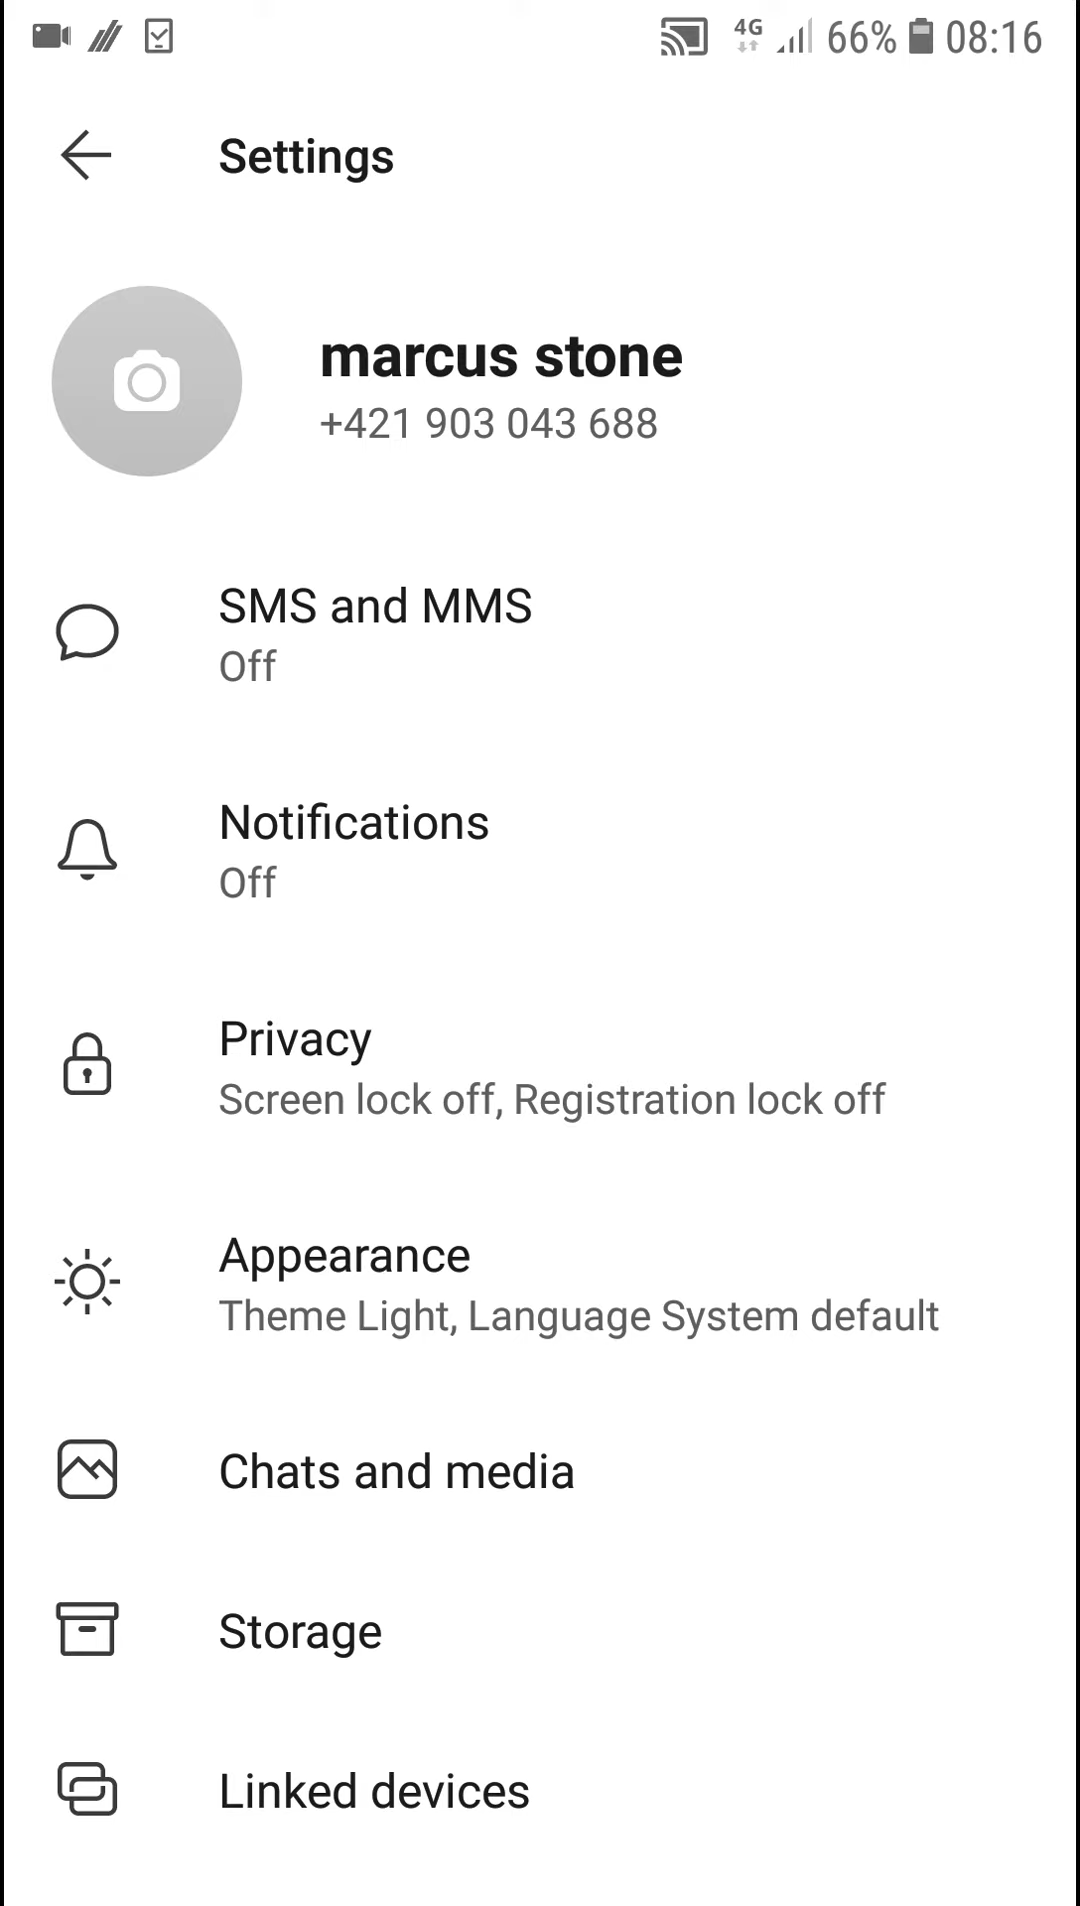 4G 66% 08:16
Settings
marcus stone
+421 903 043 688
SMS and MMS
Off
Notifications
Off
Privacy
Screen lock off, Registration lock off
Appearance
Theme Light, Language System default
Chats and media
Storage
Linked devices